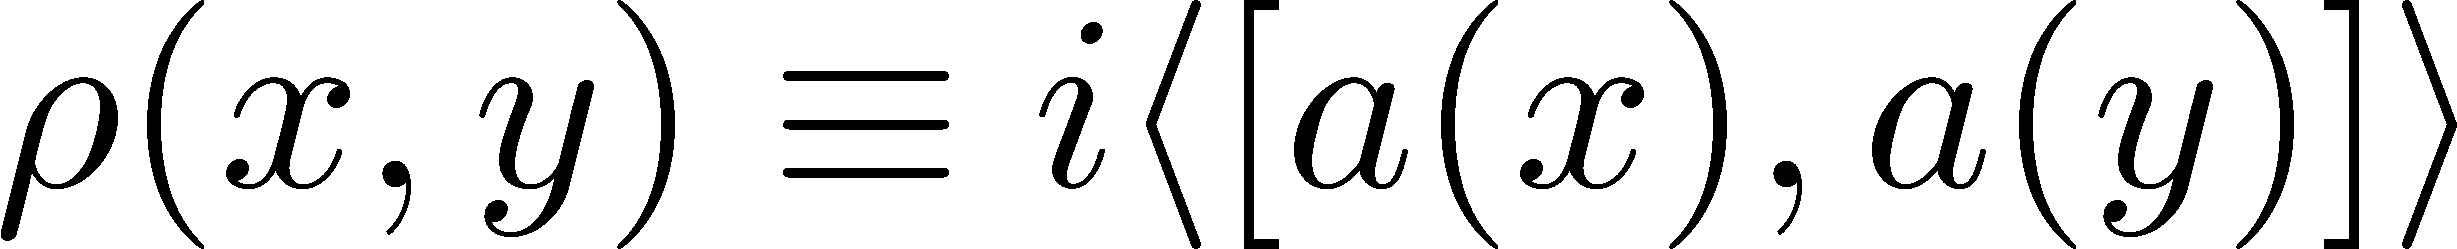 ρ(x, y) ≡ i⟨[a(x), a(y)]⟩